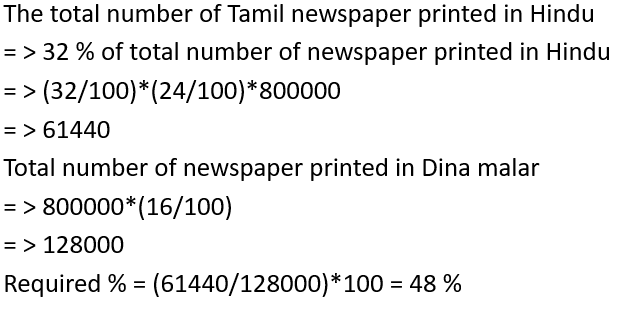 The total number of Tamil newspaper printed in Hindu
= > 32 % of total number of newspaper printed in Hindu
= > (32/100)*(24/100)*800000
= > 61440
Total number of newspaper printed in Dina malar
= > 800000*(16/100)
= > 128000
Required % = (61440/128000)*100 = 48 %